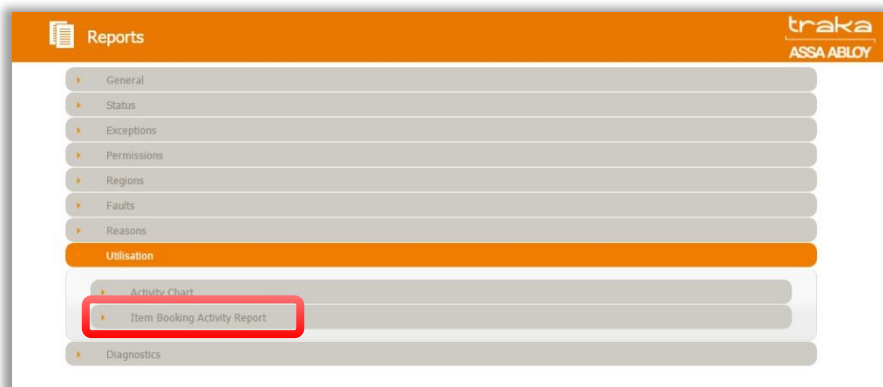 Reports
traka
ASSA ABLOY
General
Status
Exceptions
Permissions
Regions
Faults
Reasons
Utilisation
Activity Chart
Item Booking Activity Report
Diagnostics